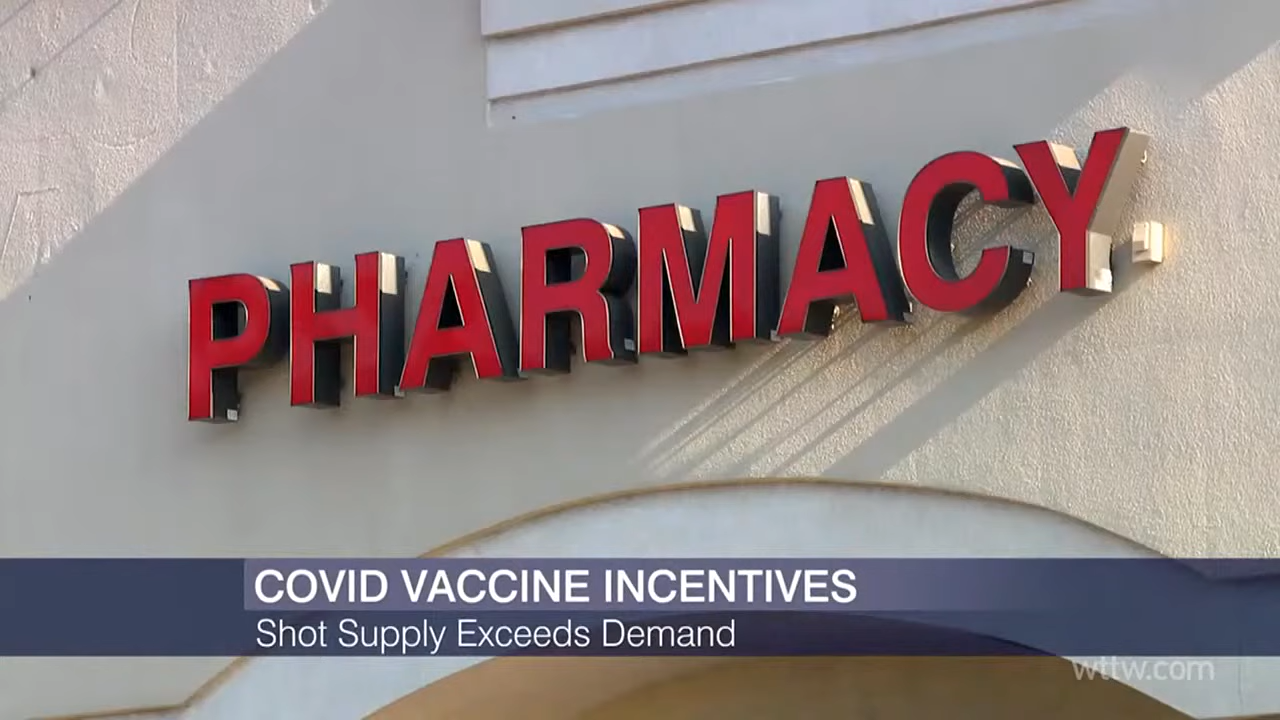 PHARMACY
COVID VACCINE INCENTIVES
Shot Supply Exceeds Demand
wttw.com